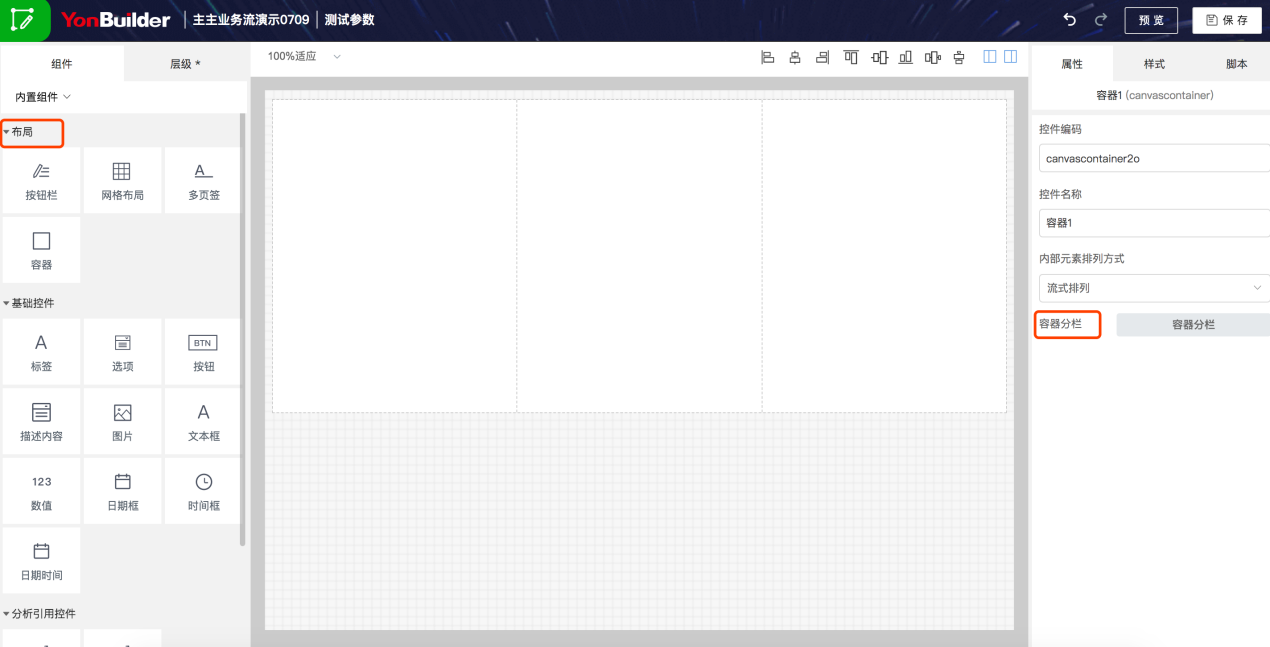 YonBuilder 主主业务流演示0709 测试参数 预 览 保 存
组件 层级 * 100%适应 属性 样式 脚本
内置组件
容器1 (canvascontainer)
布局
控件编码
按钮栏 网格布局 多页签
canvascontainer2o
控件名称
容器1
容器
内部元素排列方式
流式排列
基础控件
容器分栏 容器分栏
A BTN
标签 选项 按钮
A
描述内容 图片 文本框
123
数值 日期框 时间框
日期时间
分析引用控件